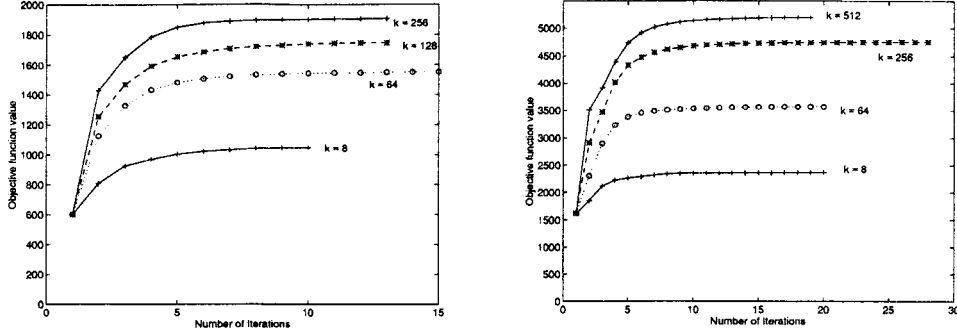 2000
1800
1600
1400
1200
1000
800
600
400
200
0
Objective function value
k = 256
k = 128
k = 64
k = 8
0
5
10
15
Number of Iterations
5000
4500
4000
3500
3000
2500
2000
1500
1000
500
0
Objective function value
k = 512
k = 256
k = 64
k = 8
0
5
10
15
20
25
30
Number of Iterations